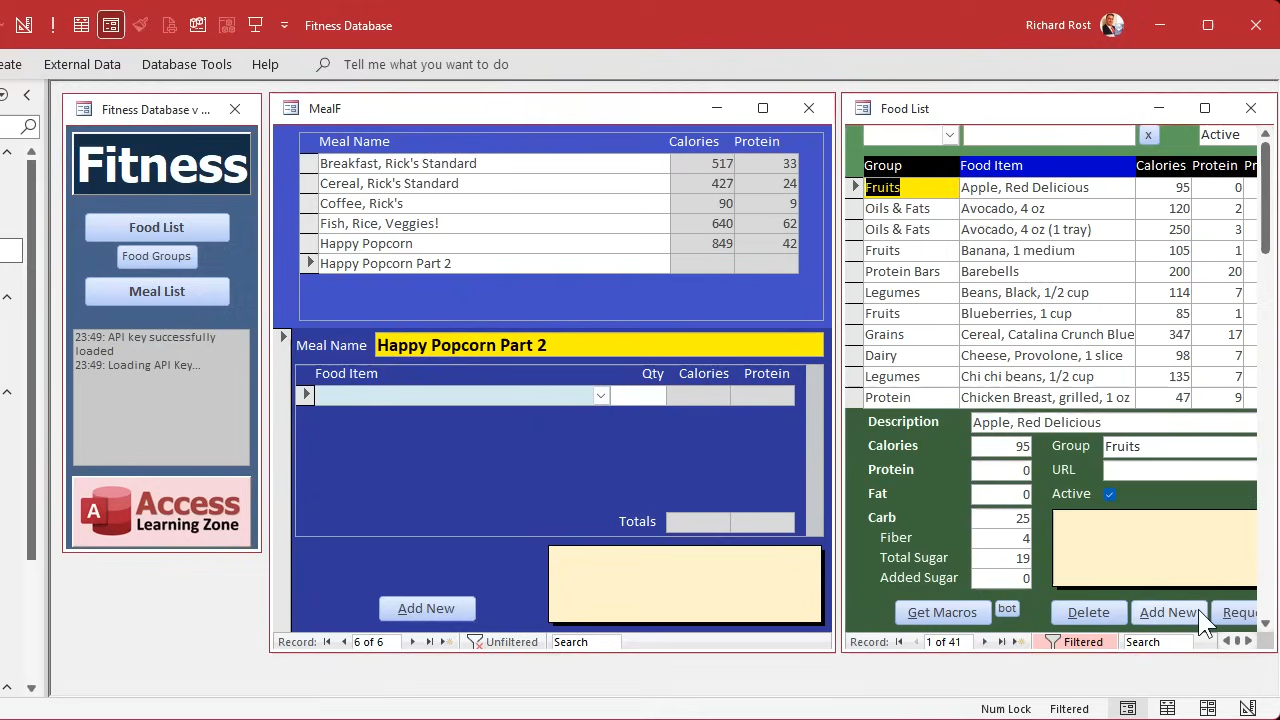 Fitness Database
Richard Rost
eate External Data Database Tools Help Tell me what you want to do
Fitness Database v ...
Fitness
Food List
Food Groups
Meal List
23:49: API key successfully
loaded
23:49: Loading API Key...
A Access
Learning Zone
MealF
Meal Name Calories Protein
Breakfast, Rick's Standard 517 33
Cereal, Rick's Standard 427 24
Coffee, Rick's 90 9
Fish, Rice, Veggies! 640 62
Happy Popcorn 849 42
Happy Popcorn Part 2
Meal Name Happy Popcorn Part 2
Food Item Qty Calories Protein
Totals
Add New
Record: 6 of 6 Unfiltered Search
Food List
x Active
Group Food Item Calories Protein Pr
Fruits Apple, Red Delicious 95 0
Oils & Fats Avocado, 4 oz 120 2
Oils & Fats Avocado, 4 oz (1 tray) 250 3
Fruits Banana, 1 medium 105 1
Protein Bars Barebells 200 20
Legumes Beans, Black, 1/2 cup 114 7
Fruits Blueberries, 1 cup 85 1
Grains Cereal, Catalina Crunch Blue 347 17
Dairy Cheese, Provolone, 1 slice 98 7
Legumes Chi chi beans, 1/2 cup 135 7
Protein Chicken Breast, grilled, 1 oz 47 9
Description Apple, Red Delicious
Calories 95 Group Fruits
Protein 0 URL
Fat 0 Active
Carb 25
Fiber 4
Total Sugar 19
Added Sugar 0
Get Macros bot Delete Add New Reque
Record: 1 of 41 Filtered Search
Num Lock Filtered